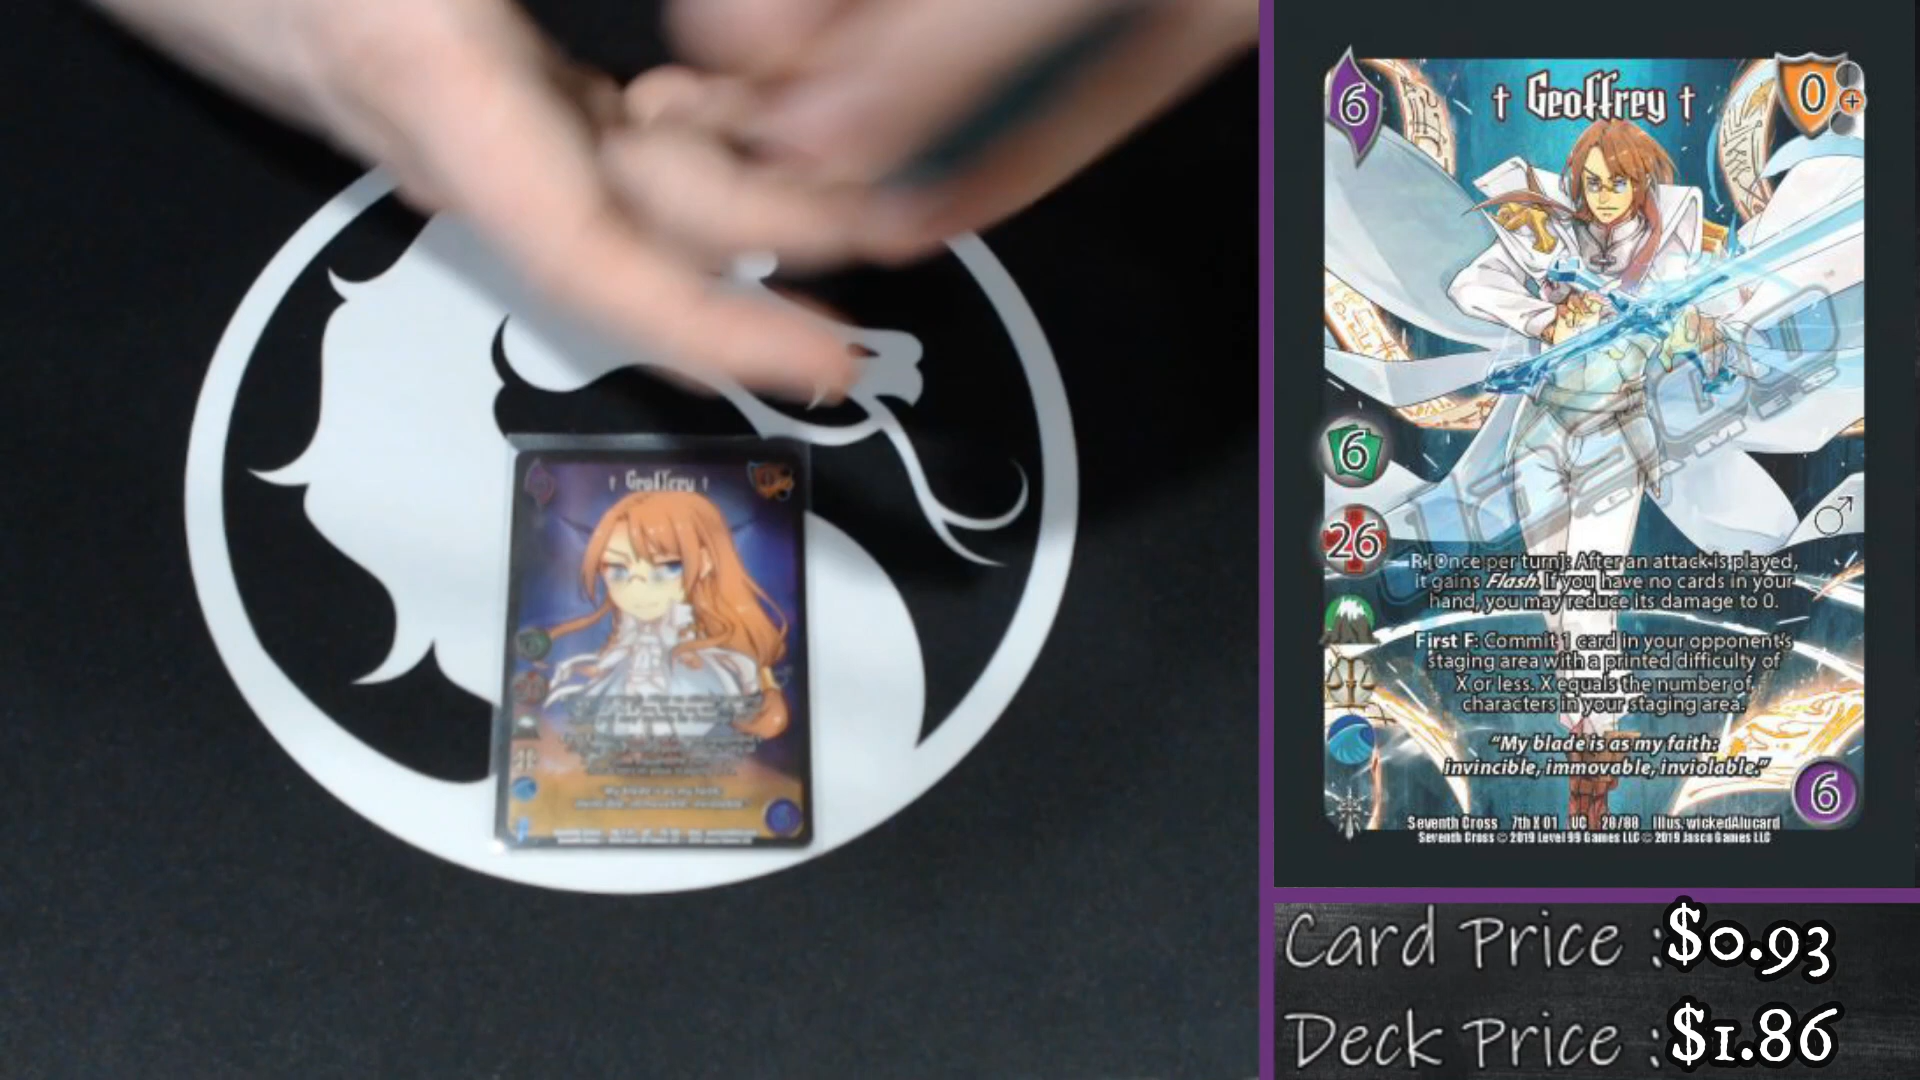 † Geoffrey †
6
0
+
† Geoffrey †
6
26
R [Once per turn]: After an attack is played,
it gains Flash. If you have no cards in your
hand, you may reduce its damage to 0.
First F: Commit 1 card in your opponent's
staging area with a printed difficulty of
X or less. X equals the number of
characters in your staging area.
"My blade is as my faith:
invincible, immovable, inviolable."
6
Seventh Cross 7th X 01 UC 20/88 Illus. wickedAlucard
Seventh Cross © 2019 Level 99 Games LLC © 2019 Jasco Games LLC
Card Price : $0.93
Deck Price : $1.86